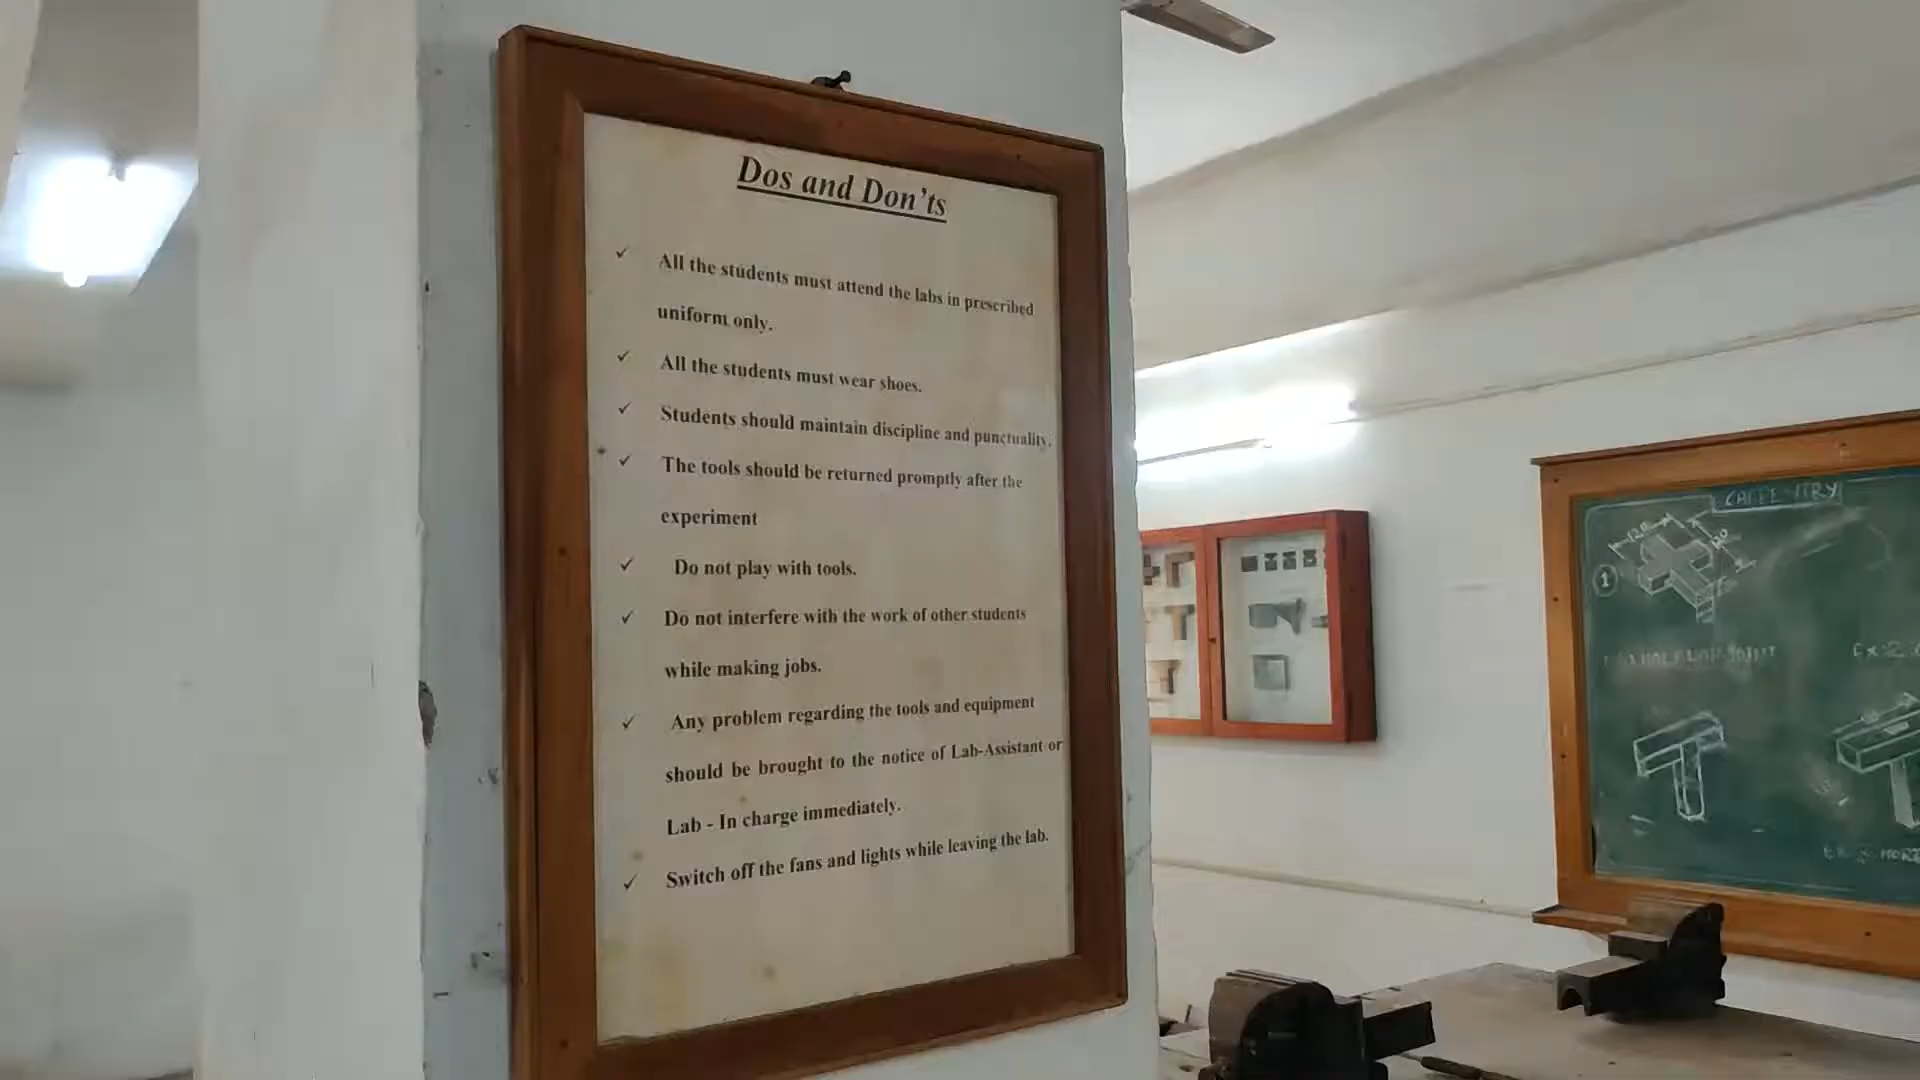 Dos and Don'ts
✓ All the students must attend the labs in prescribed
uniform only.
✓ All the students must wear shoes.
✓ Students should maintain discipline and punctuality.
✓ The tools should be returned promptly after the
experiment
✓ Do not play with tools.
✓ Do not interfere with the work of other students
while making jobs.
✓ Any problem regarding the tools and equipment
should be brought to the notice of Lab-Assistant or
Lab - In charge immediately.
✓ Switch off the fans and lights while leaving the lab.
1